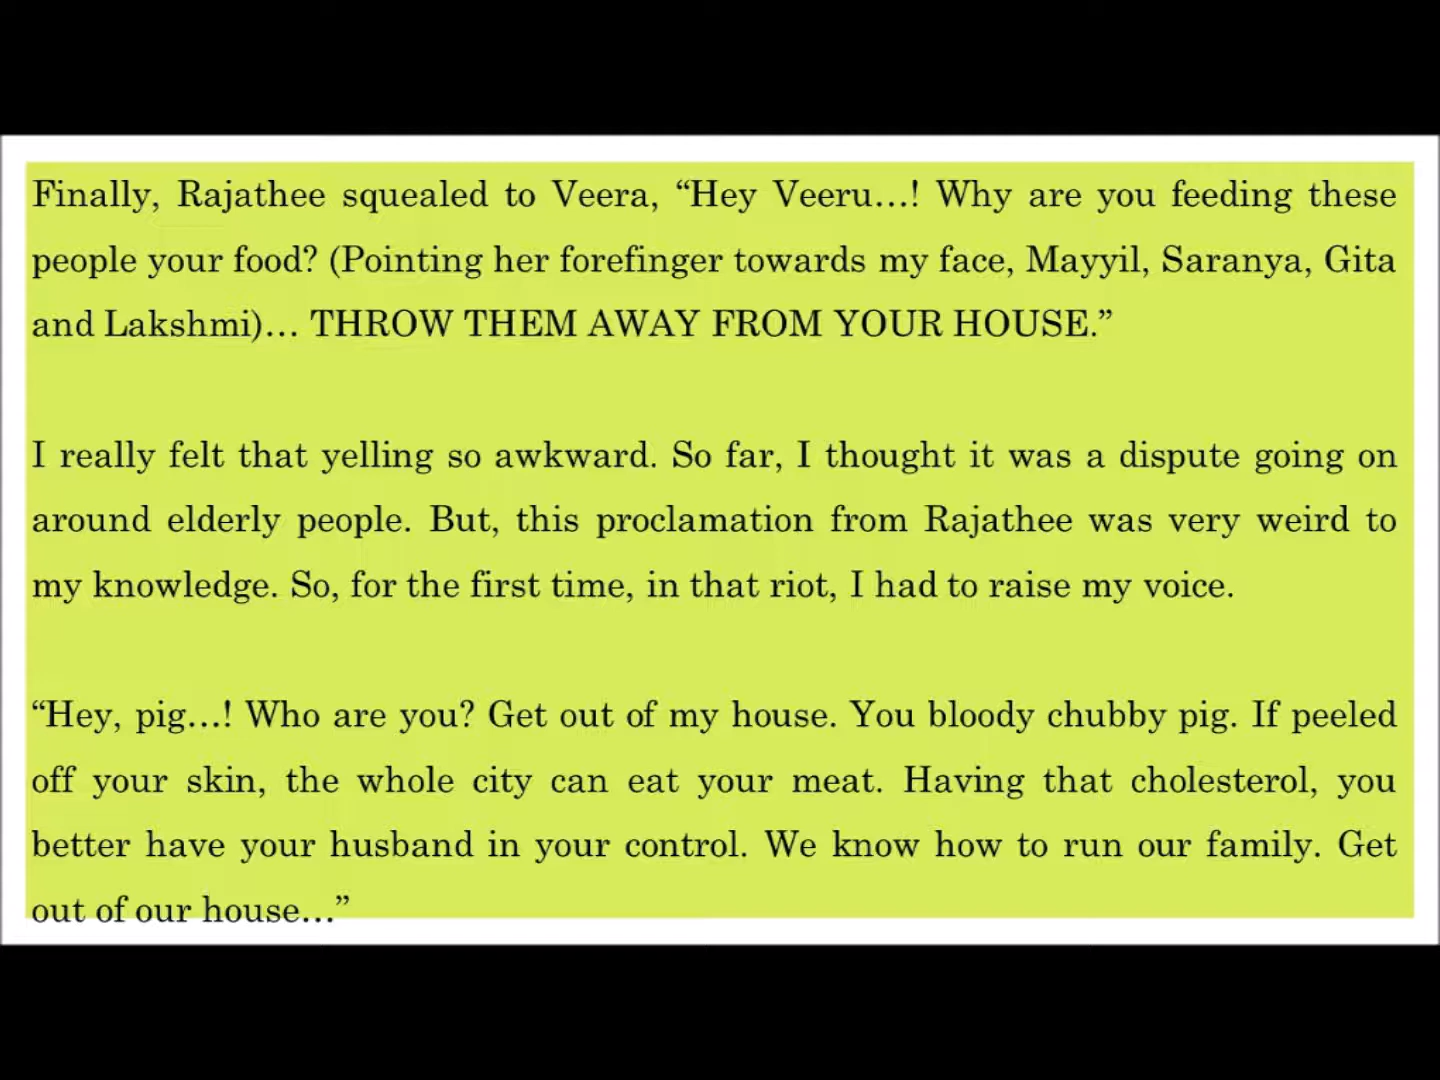 Finally, Rajathee squealed to Veera, “Hey Veeru…! Why are you feeding these
people your food? (Pointing her forefinger towards my face, Mayyil, Saranya, Gita
and Lakshmi)… THROW THEM AWAY FROM YOUR HOUSE.”
I really felt that yelling so awkward. So far, I thought it was a dispute going on
around elderly people. But, this proclamation from Rajathee was very weird to
my knowledge. So, for the first time, in that riot, I had to raise my voice.
“Hey, pig…! Who are you? Get out of my house. You bloody chubby pig. If peeled
off your skin, the whole city can eat your meat. Having that cholesterol, you
better have your husband in your control. We know how to run our family. Get
out of our house…”